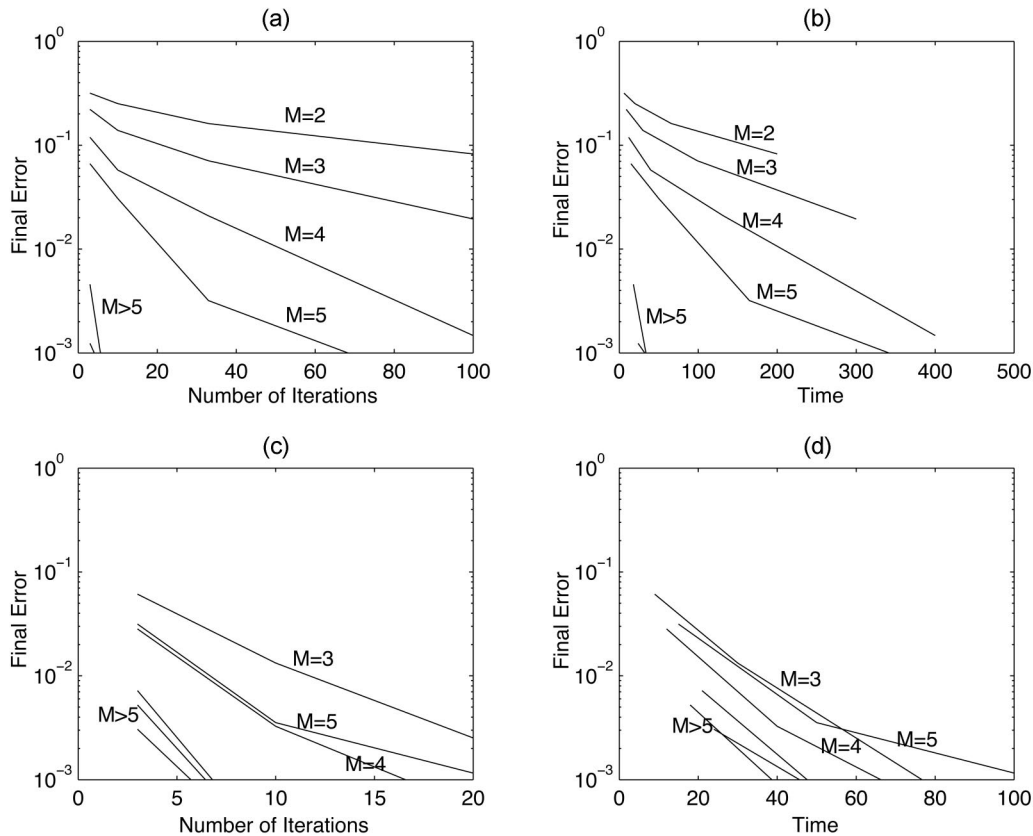 (a)
10^0
10^-1
10^-2
10^-3
Final Error
M=2
M=3
M=4
M=5
M>5
0 20 40 60 80 100
Number of Iterations
(b)
10^0
10^-1
10^-2
10^-3
Final Error
M=2
M=3
M=4
M=5
M>5
0 100 200 300 400 500
Time
(c)
10^0
10^-1
10^-2
10^-3
Final Error
M=3
M=5
M>5
M=4
0 5 10 15 20
Number of Iterations
(d)
10^0
10^-1
10^-2
10^-3
Final Error
M=3
M=5
M>5
M=4
0 20 40 60 80 100
Time